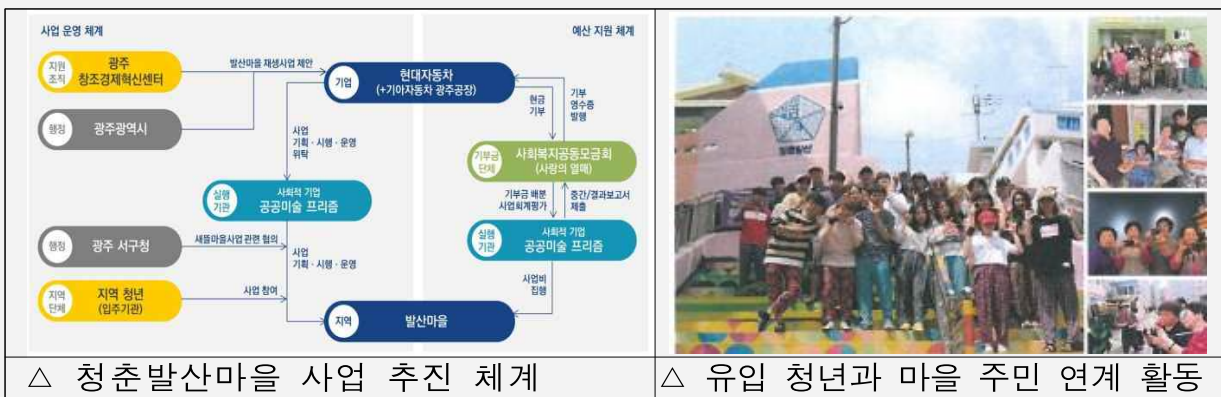 사업 운영 체계
예산 지원 체계
지원
조직
광주
창조경제혁신센터
발산마을 재생사업 제안
기업
현대자동차
(+기아자동차 광주공장)
행정
광주광역시
사업
기획·시행·운영
위탁
현금
기부
기부
영수증
발행
기부금
단체
사회복지공동모금회
(사랑의 열매)
실행
기관
사회적 기업
공공미술 프리즘
기부금 배분
사업회계평가
중간/결과보고서
제출
행정
광주 서구청
새뜰마을사업 관련 협의
사업
기획·시행·운영
실행
기관
사회적 기업
공공미술 프리즘
지역
단체
지역 청년
(입주기관)
사업 참여
사업비
집행
지역
발산마을
청춘발산
△ 청춘발산마을 사업 추진 체계
△ 유입 청년과 마을 주민 연계 활동